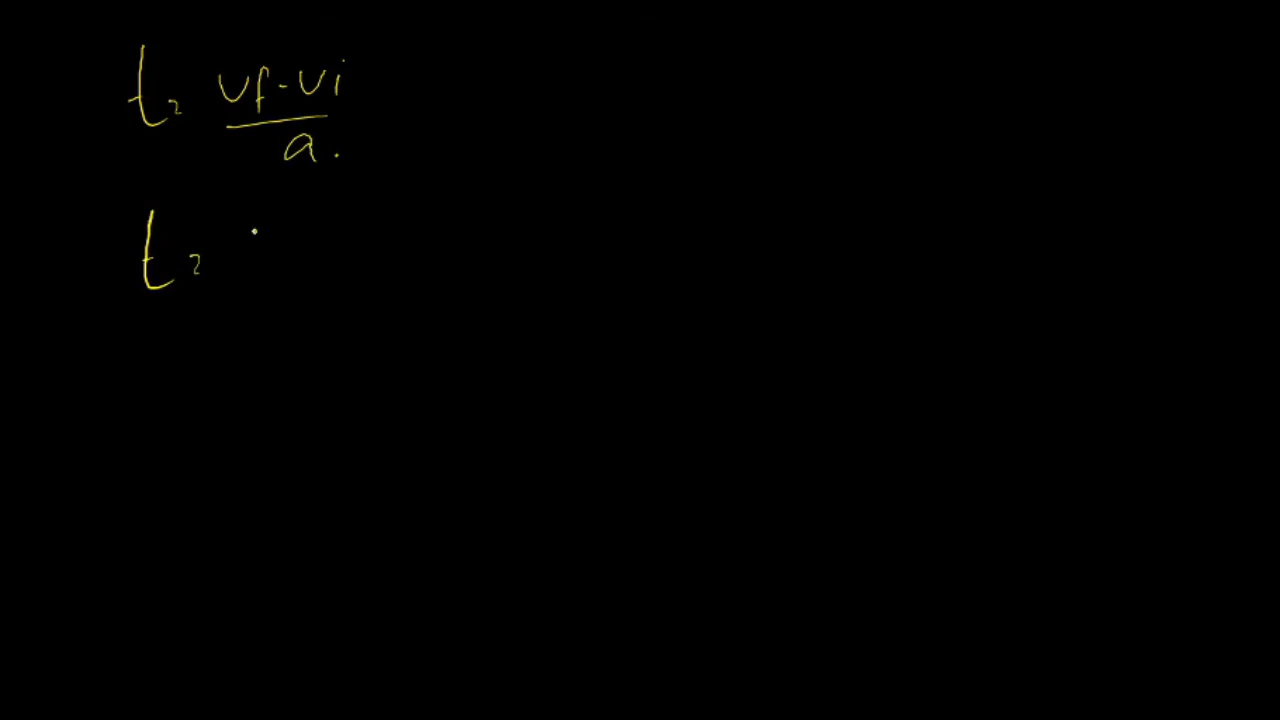 t = vf - vi
a.
t =